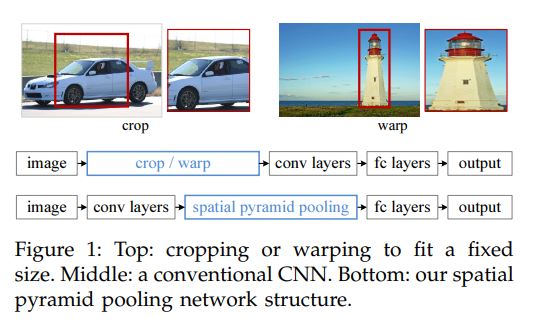 crop
warp
image crop / warp conv layers fc layers output
image conv layers spatial pyramid pooling fc layers output
Figure 1: Top: cropping or warping to fit a fixed
size. Middle: a conventional CNN. Bottom: our spatial
pyramid pooling network structure.